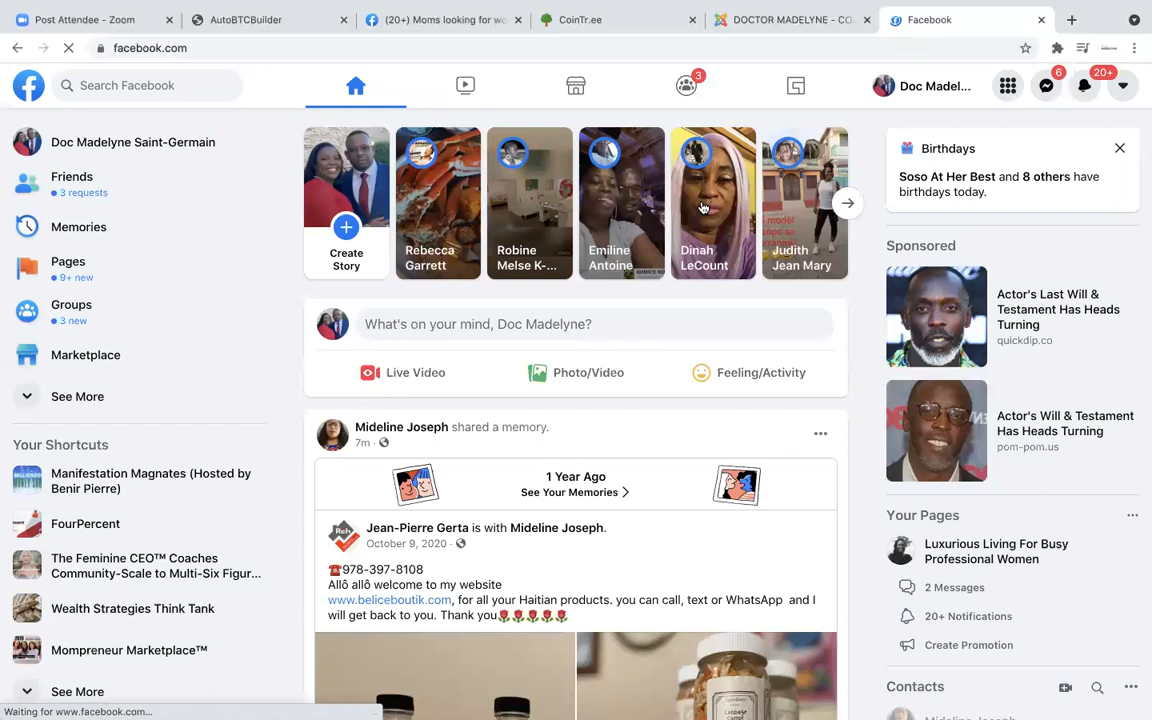 Post Attendee - Zoom
AutoBTCBuilder
(20+) Moms looking for wo
CoinTr.ee
DOCTOR MADELYNE - CO
Facebook
facebook.com
Search Facebook
3
Doc Madel...
6
20+
Doc Madelyne Saint-Germain
Friends
3 requests
Memories
Pages
9+ new
Groups
3 new
Marketplace
See More
Your Shortcuts
Manifestation Magnates (Hosted by
Benir Pierre)
FourPercent
The Feminine CEO™ Coaches
Community-Scale to Multi-Six Figur...
Wealth Strategies Think Tank
Mompreneur Marketplace™
See More
Waiting for www.facebook.com...
Create
Story
Rebecca
Garrett
Robine
Melse K-...
Emiline
Antoine
Dinah
LeCount
Judith
Jean Mary
What's on your mind, Doc Madelyne?
Live Video
Photo/Video
Feeling/Activity
Mideline Joseph shared a memory.
7m ·
1 Year Ago
See Your Memories
Jean-Pierre Gerta is with Mideline Joseph.
October 9, 2020 ·
☎️978-397-8108
Allô allô welcome to my website
www.beliceboutik.com, for all your Haitian products. you can call, text or WhatsApp and I
will get back to you. Thank you🌹🌹🌹🌹🌹
Birthdays
Soso At Her Best and 8 others have
birthdays today.
Sponsored
Actor's Last Will &
Testament Has Heads
Turning
quickdip.co
Actor's Will & Testament
Has Heads Turning
pom-pom.us
Your Pages
Luxurious Living For Busy
Professional Women
2 Messages
20+ Notifications
Create Promotion
Contacts
Mideline Joseph